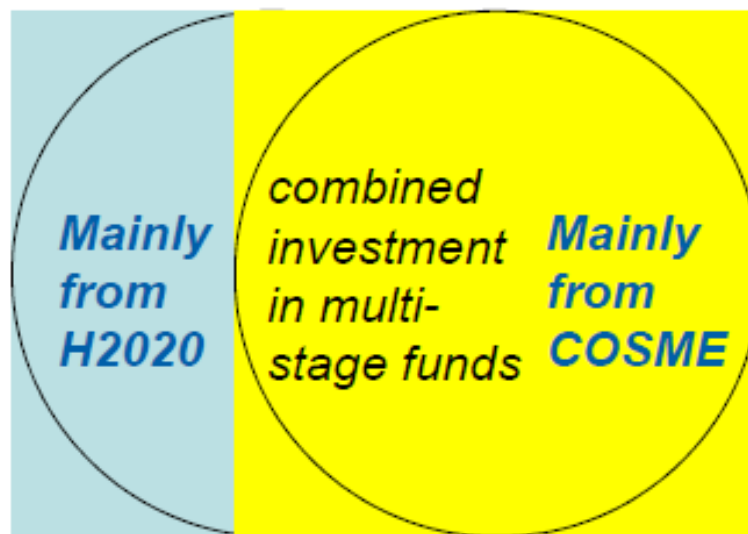 Mainly
from
H2020
combined
investment
in multi-
stage funds
Mainly
from
COSME